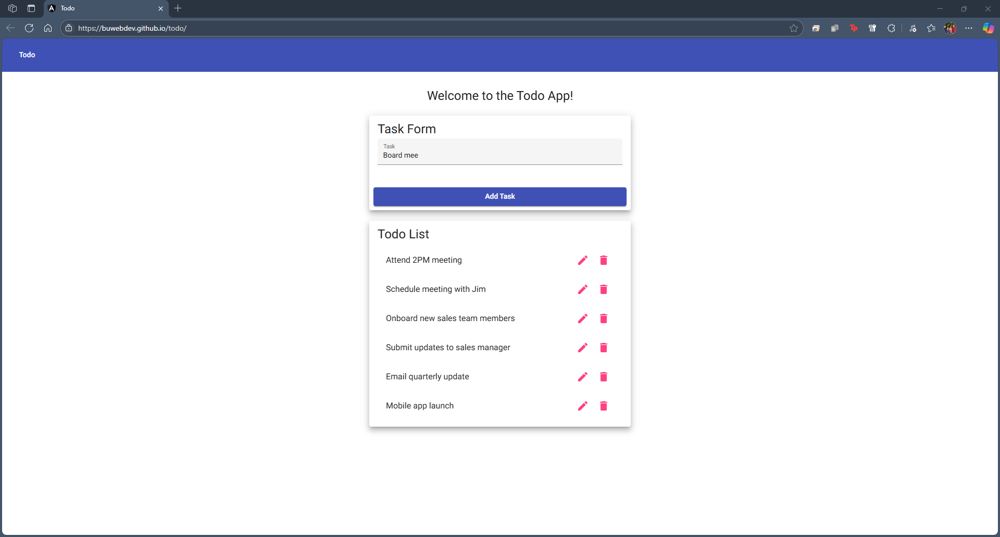 Todo
https://buwebdev.github.io/todo/
Todo
Welcome to the Todo App!
Task Form
Task
Board mee
Add Task
Todo List
Attend 2PM meeting
Schedule meeting with Jim
Onboard new sales team members
Submit updates to sales manager
Email quarterly update
Mobile app launch